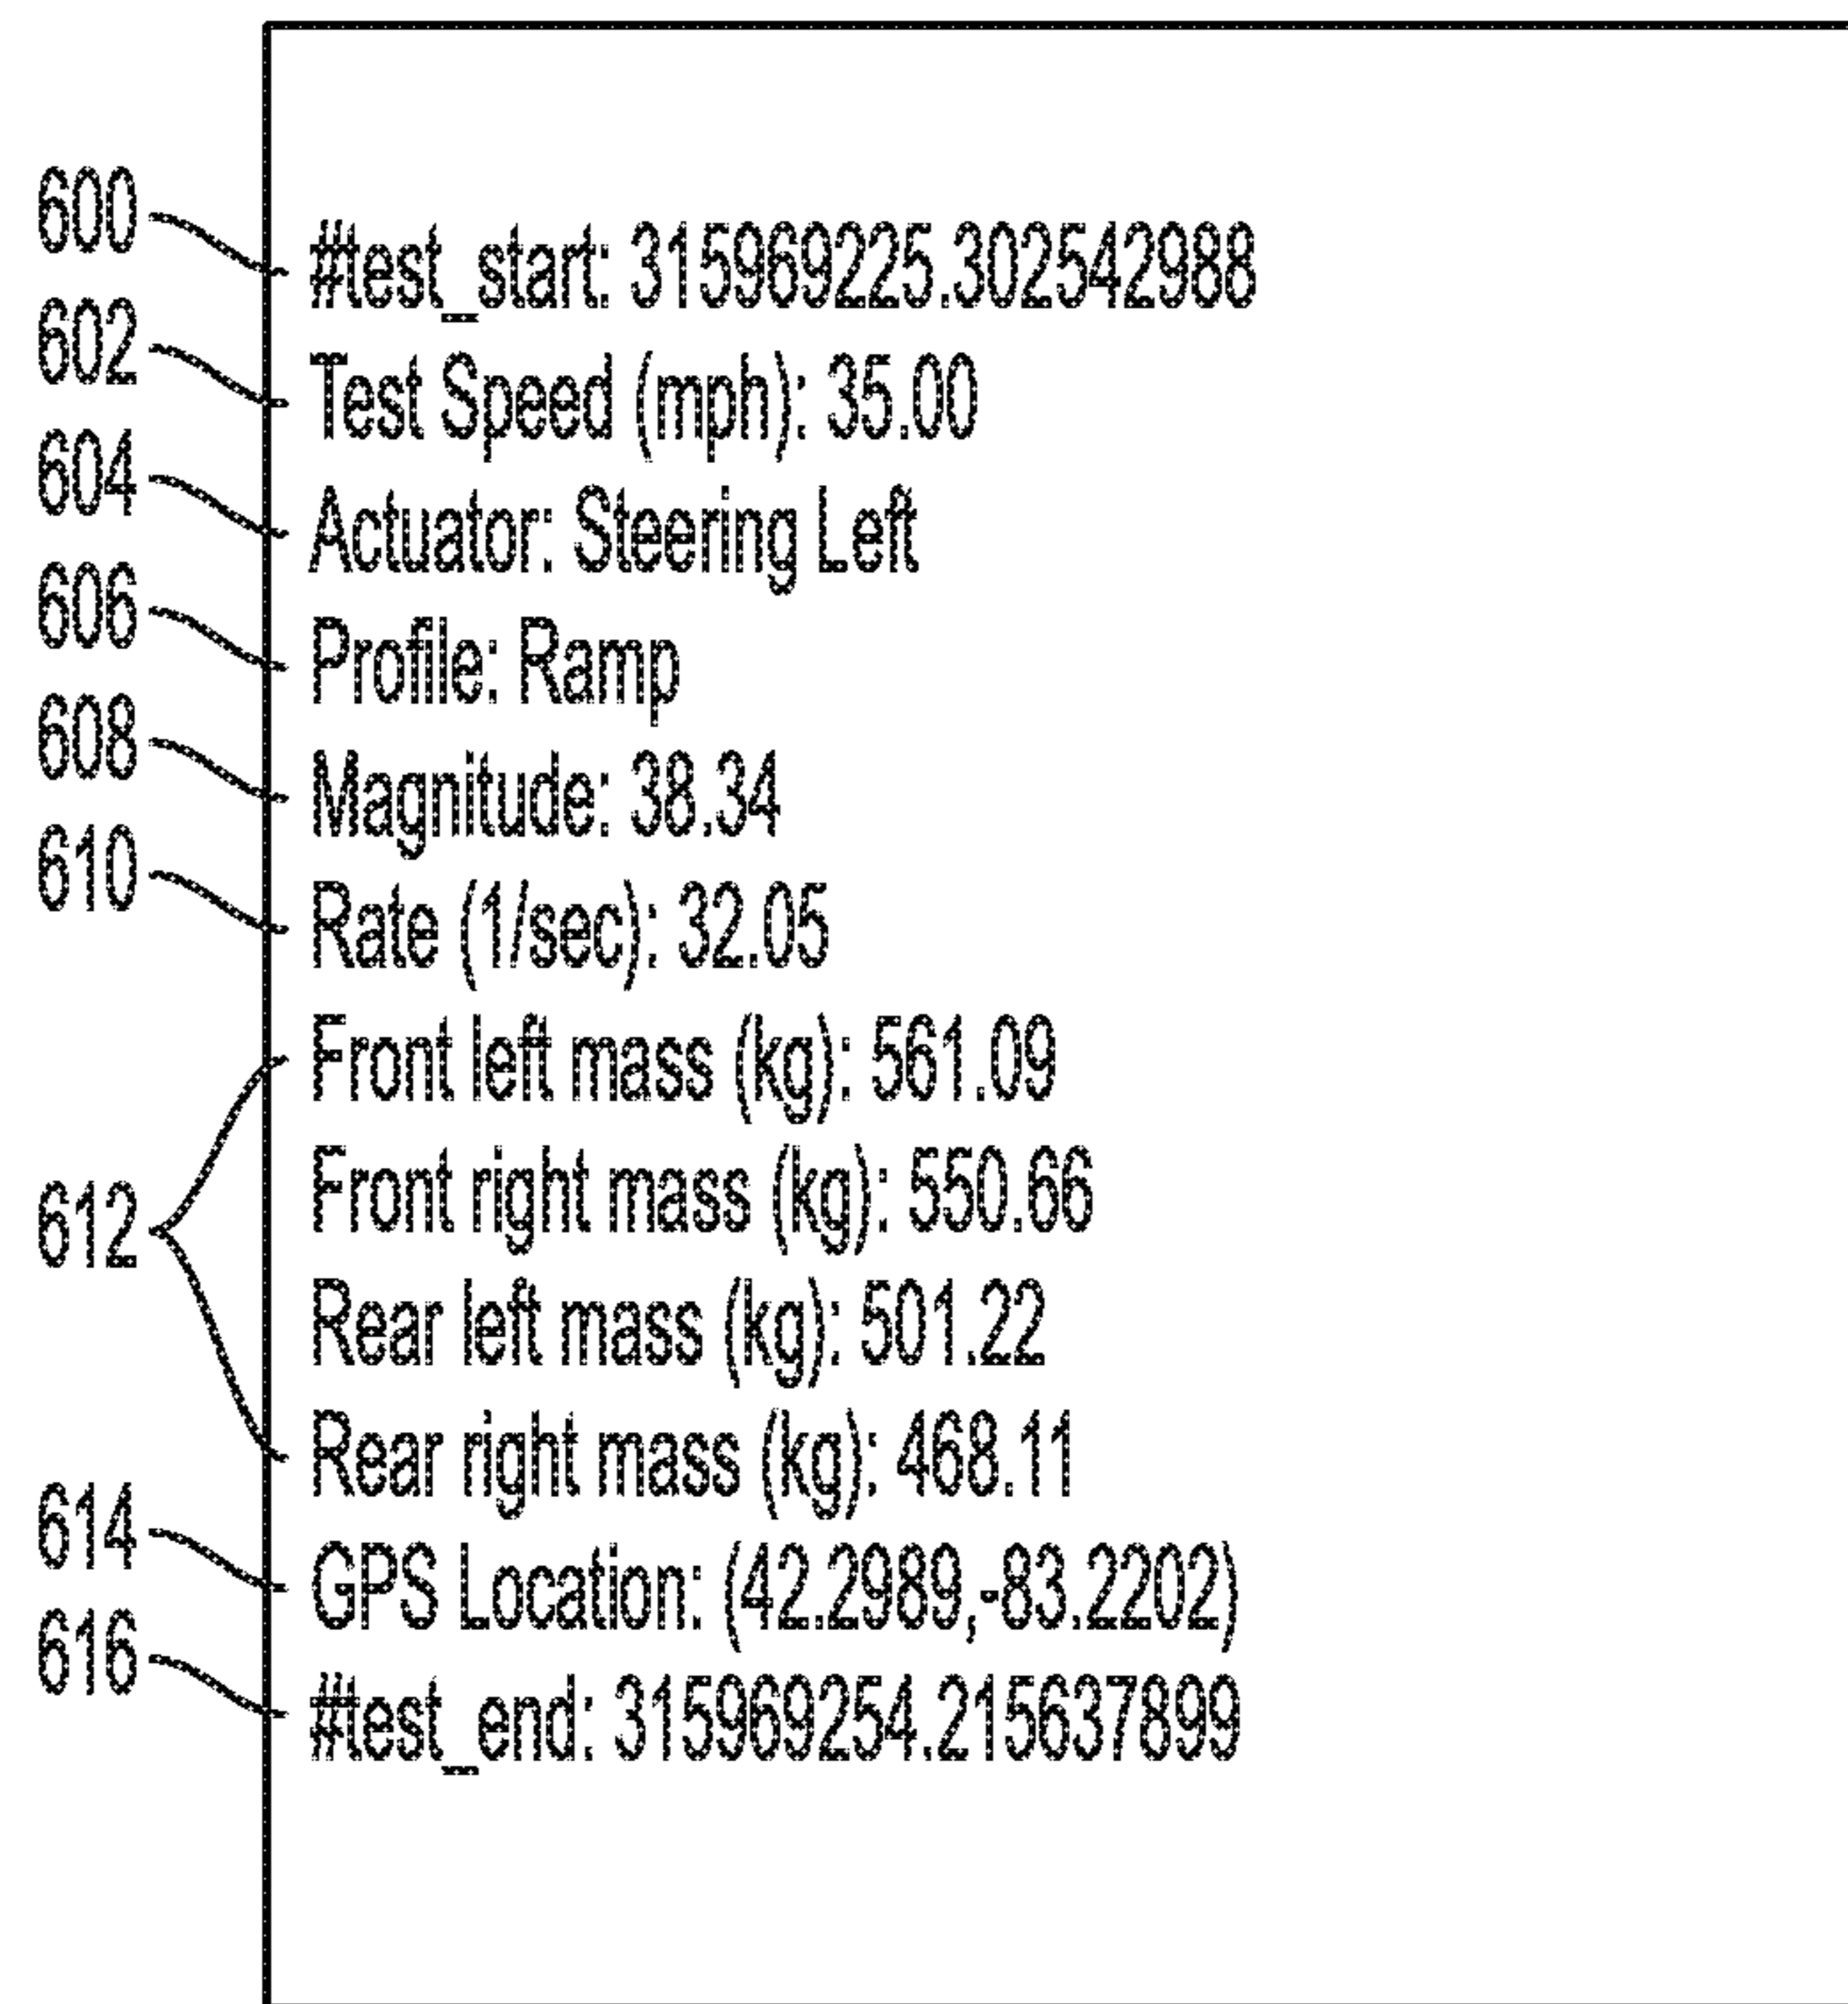 600 #test_start: 315969225.302542988
602 Test Speed (mph): 35.00
604 Actuator: Steering Left
606 Profile: Ramp
608 Magnitude: 38.34
610 Rate (1/sec): 32.05
Front left mass (kg): 561.09
Front right mass (kg): 550.66
612
Rear left mass (kg): 501.22
Rear right mass (kg): 468.11
614 GPS Location: (42.2989,-83.2202)
616 #test_end: 315969254.215637899